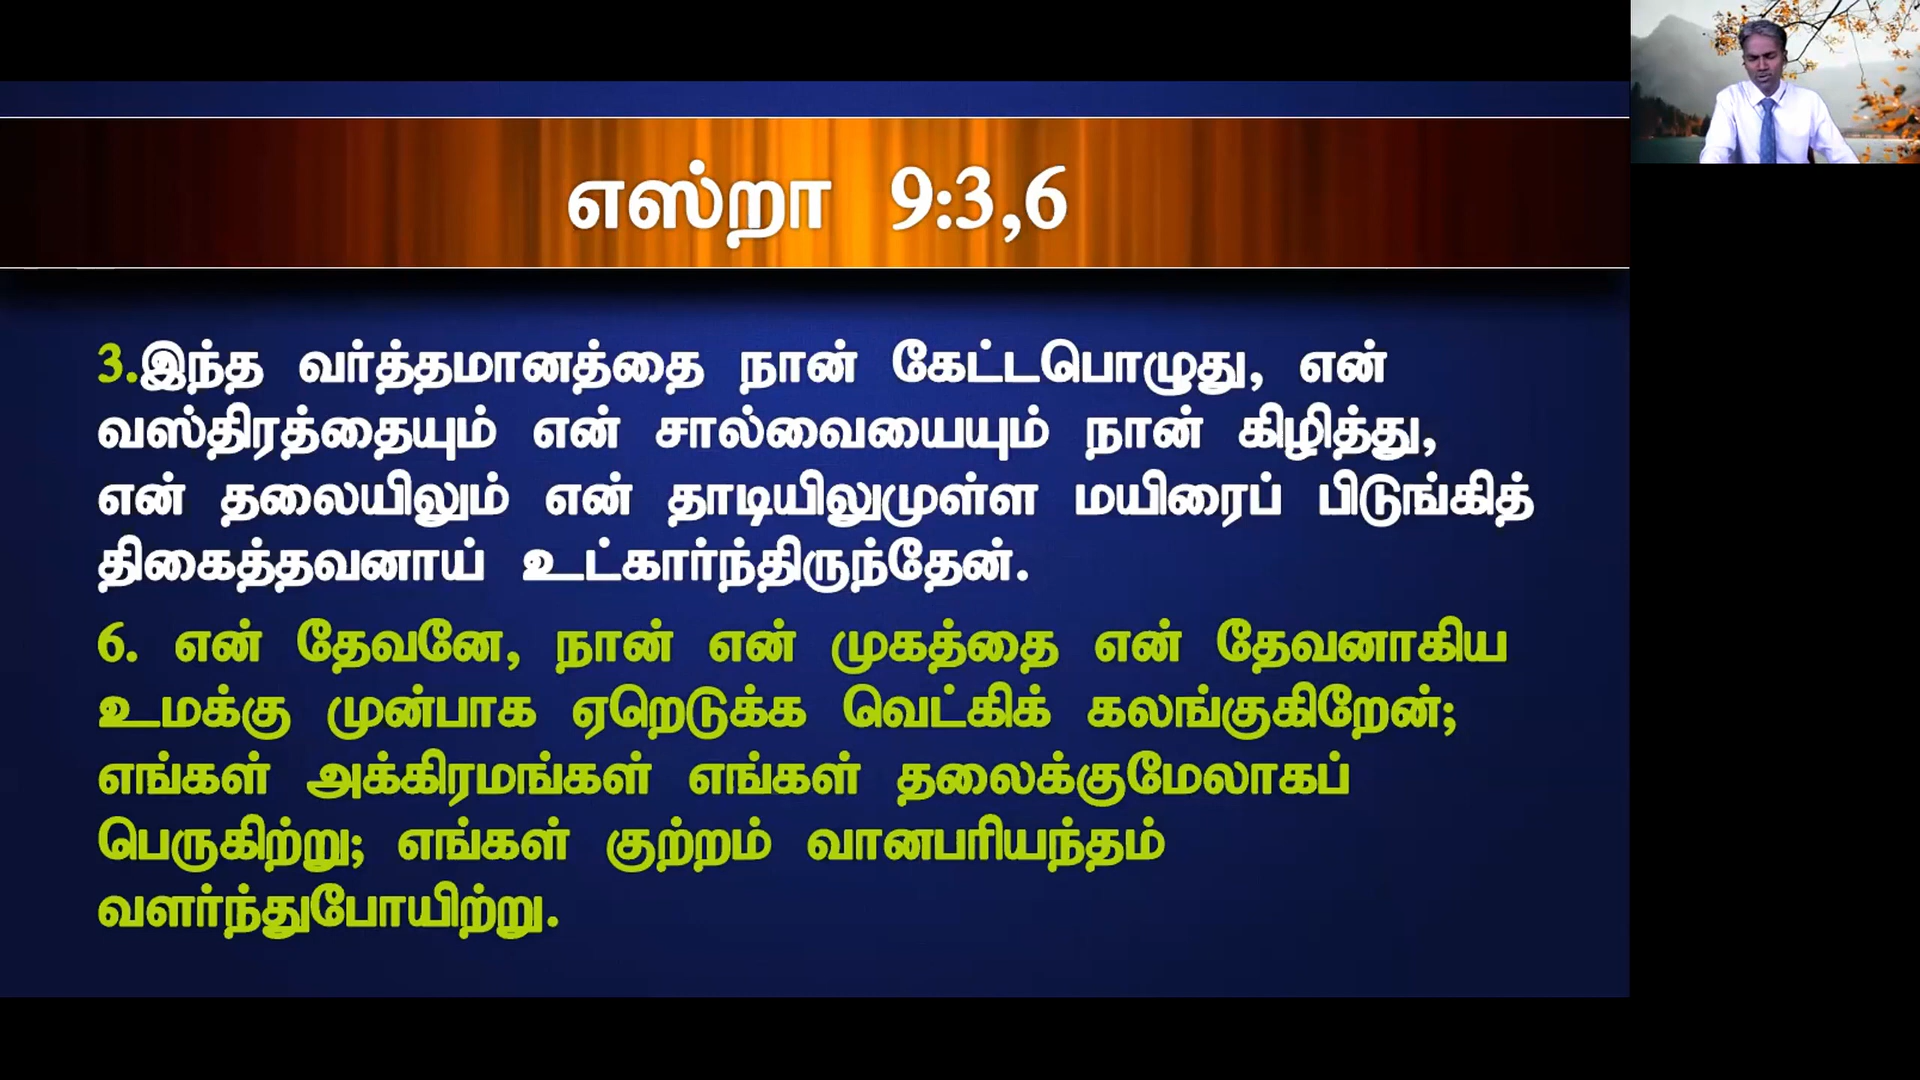 எஸ்றா 9:3,6
3.இந்த வர்த்தமானத்தை நான் கேட்டபொழுது, என்
வஸ்திரத்தையும் என் சால்வையையும் நான் கிழித்து,
என் தலையிலும் என் தாடியிலுமுள்ள மயிரைப் பிடுங்கித்
திகைத்தவனாய் உட்கார்ந்திருந்தேன்.
6. என் தேவனே, நான் என் முகத்தை என் தேவனாகிய
உமக்கு முன்பாக ஏறெடுக்க வெட்கிக் கலங்குகிறேன்;
எங்கள் அக்கிரமங்கள் எங்கள் தலைக்குமேலாகப்
பெருகிற்று; எங்கள் குற்றம் வானபரியந்தம்
வளர்ந்துபோயிற்று.